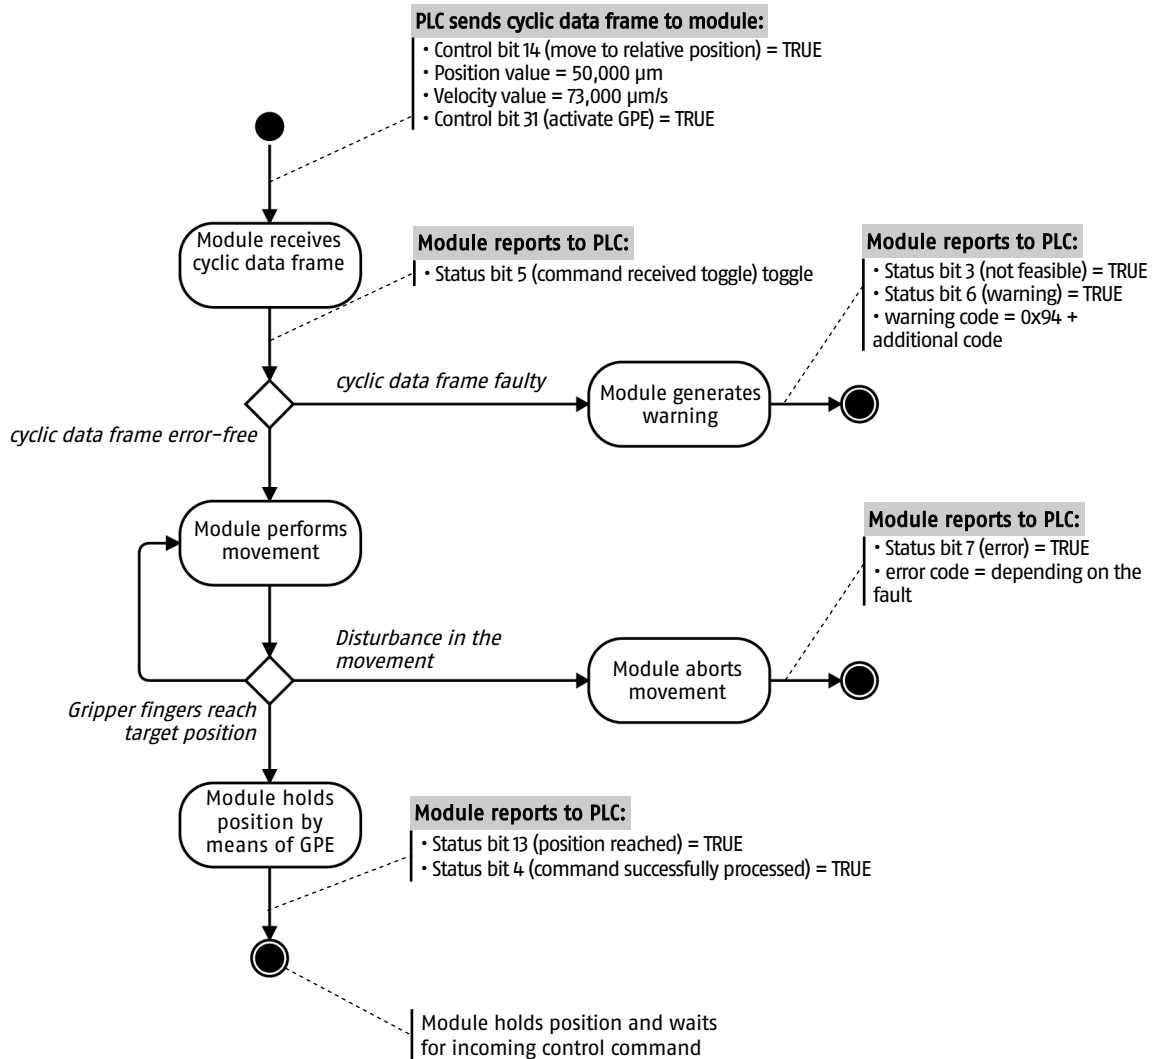 PLC sends cyclic data frame to module:
• Control bit 14 (move to relative position) = TRUE
• Position value = 50,000 µm
• Velocity value = 73,000 µm/s
• Control bit 31 (activate GPE) = TRUE
Module receives
cyclic data frame
Module reports to PLC:
• Status bit 5 (command received toggle) toggle
Module reports to PLC:
• Status bit 3 (not feasible) = TRUE
• Status bit 6 (warning) = TRUE
• warning code = 0x94 +
additional code
cyclic data frame faulty
Module generates
warning
cyclic data frame error-free
Module performs
movement
Module reports to PLC:
• Status bit 7 (error) = TRUE
• error code = depending on the
fault
Disturbance in the
movement
Module aborts
movement
Gripper fingers reach
target position
Module holds
position by
means of GPE
Module reports to PLC:
• Status bit 13 (position reached) = TRUE
• Status bit 4 (command successfully processed) = TRUE
Module holds position and waits
for incoming control command